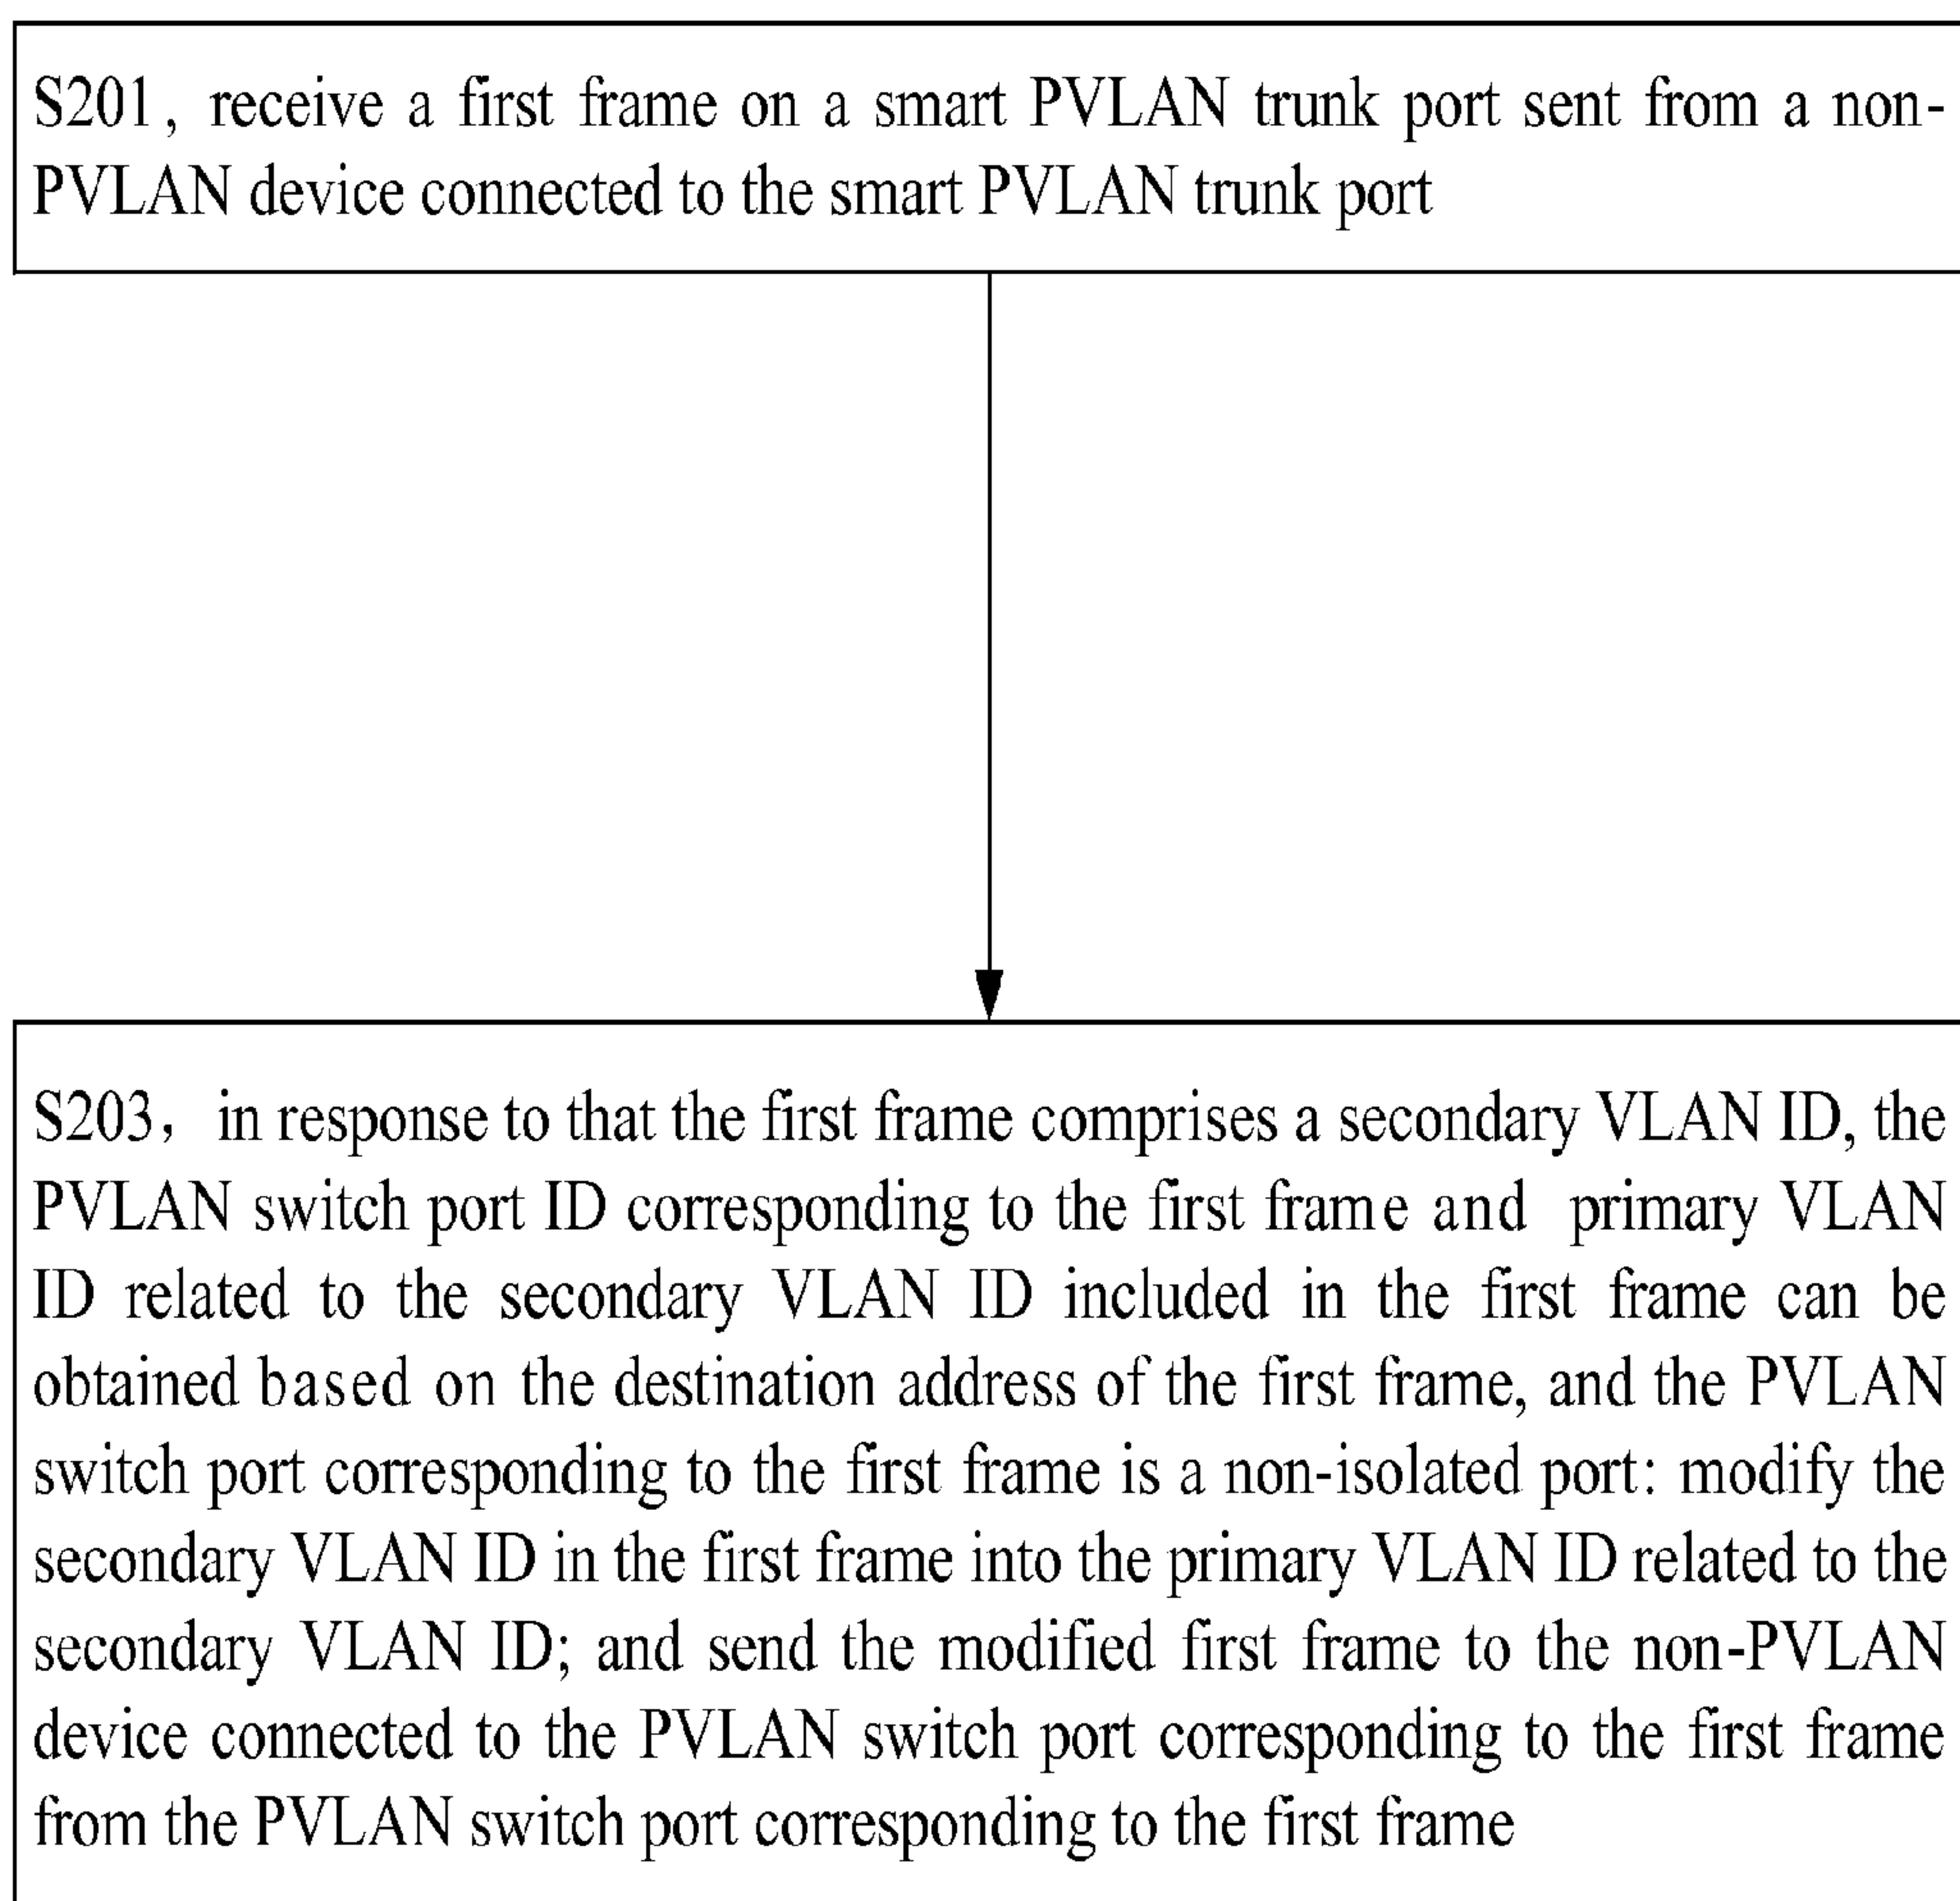 S201, receive a first frame on a smart PVLAN trunk port sent from a non-
PVLAN device connected to the smart PVLAN trunk port
S203, in response to that the first frame comprises a secondary VLAN ID, the
PVLAN switch port ID corresponding to the first frame and primary VLAN
ID related to the secondary VLAN ID included in the first frame can be
obtained based on the destination address of the first frame, and the PVLAN
switch port corresponding to the first frame is a non-isolated port: modify the
secondary VLAN ID in the first frame into the primary VLAN ID related to the
secondary VLAN ID; and send the modified first frame to the non-PVLAN
device connected to the PVLAN switch port corresponding to the first frame
from the PVLAN switch port corresponding to the first frame